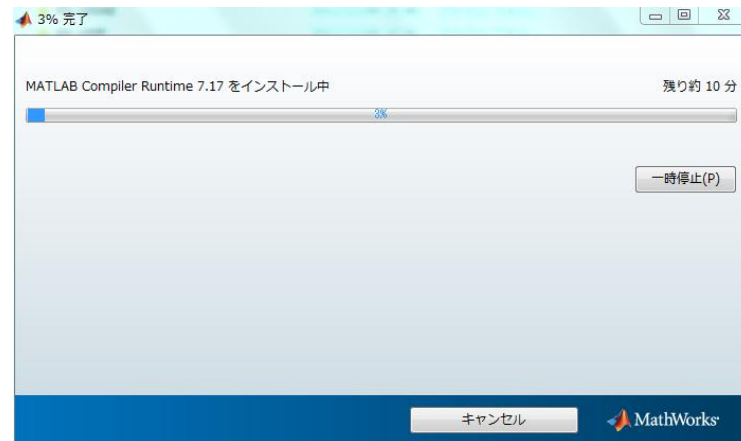 3% 完了
MATLAB Compiler Runtime 7.17 をインストール中 残り約 10 分
3%
一時停止(P)
キャンセル
MathWorks